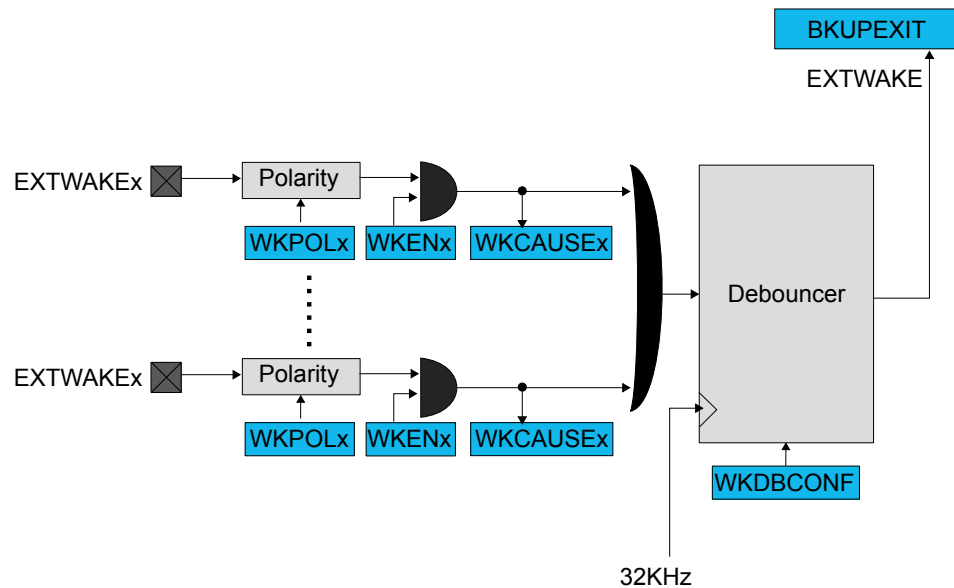 BKUPEXIT
EXTWAKE
EXTWAKEx
Polarity
WKPOLx
WKENx
WKCAUSEx
Debouncer
EXTWAKEx
Polarity
WKPOLx
WKENx
WKCAUSEx
WKDBCONF
32KHz